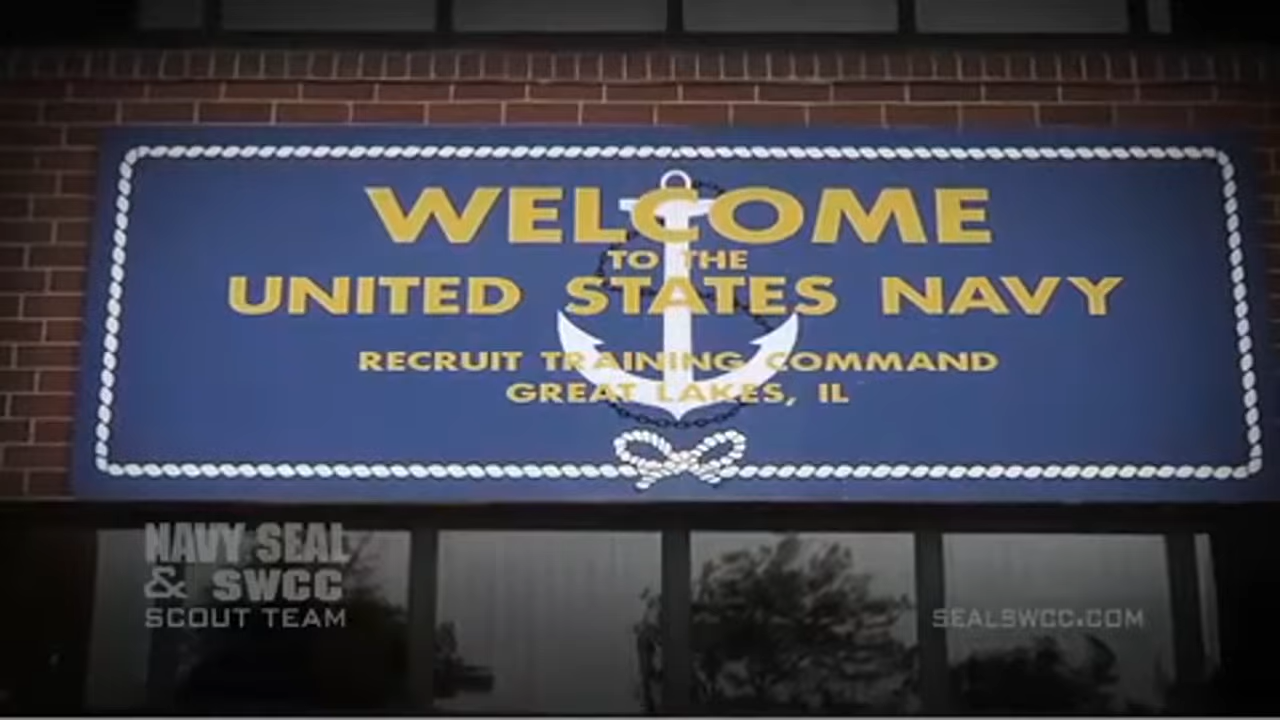 WELCOME
TO THE
UNITED STATES NAVY
RECRUIT TRAINING COMMAND
GREAT LAKES, IL
NAVY SEAL
& SWCC
SCOUT TEAM
SEALSWCC.COM